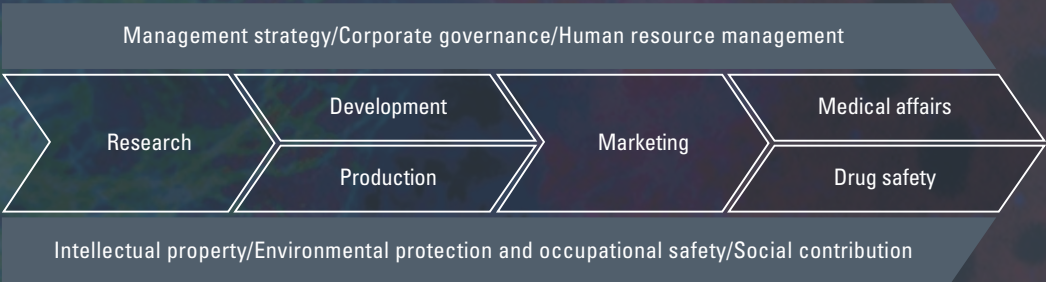 Management strategy/Corporate governance/Human resource management
Research
Development
Production
Marketing
Medical affairs
Drug safety
Intellectual property/Environmental protection and occupational safety/Social contribution